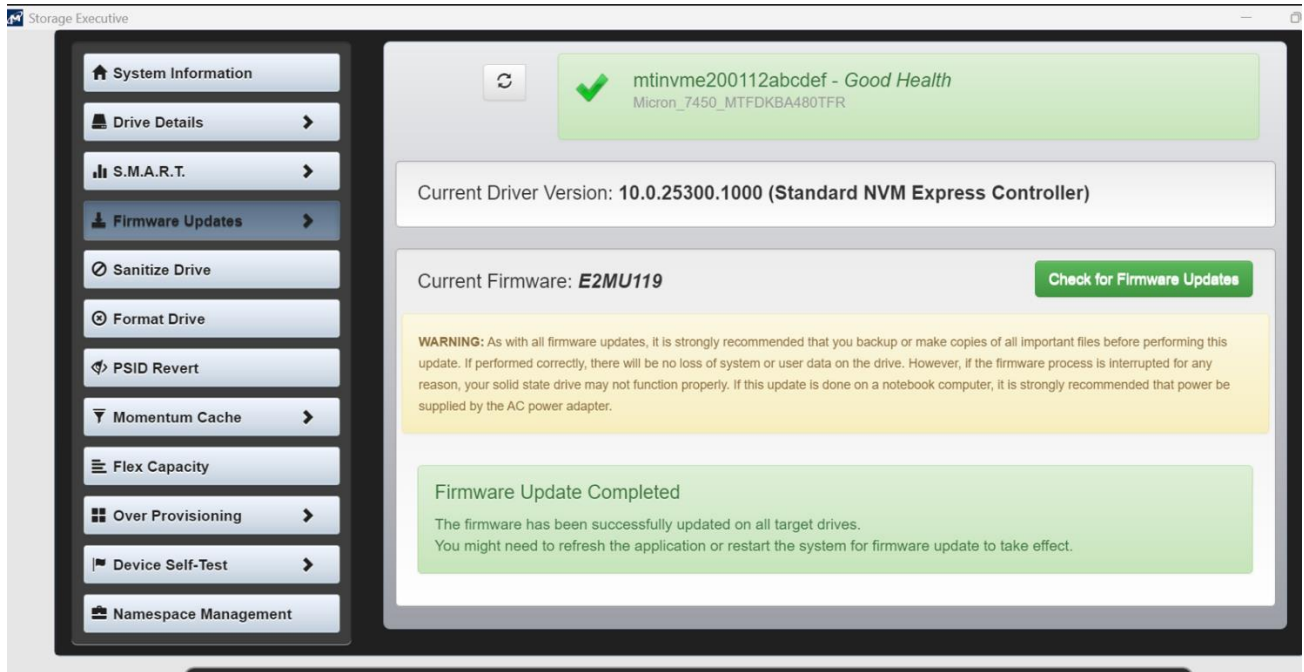 Storage Executive
System Information
Drive Details
S.M.A.R.T.
Firmware Updates
Sanitize Drive
Format Drive
PSID Revert
Momentum Cache
Flex Capacity
Over Provisioning
Device Self-Test
Namespace Management
mtinvme200112abcdef - Good Health
Micron_7450_MTFDKBA480TFR
Current Driver Version: 10.0.25300.1000 (Standard NVM Express Controller)
Current Firmware: E2MU119
Check for Firmware Updates
WARNING: As with all firmware updates, it is strongly recommended that you backup or make copies of all important files before performing this
update. If performed correctly, there will be no loss of system or user data on the drive. However, if the firmware process is interrupted for any
reason, your solid state drive may not function properly. If this update is done on a notebook computer, it is strongly recommended that power be
supplied by the AC power adapter.
Firmware Update Completed
The firmware has been successfully updated on all target drives.
You might need to refresh the application or restart the system for firmware update to take effect.